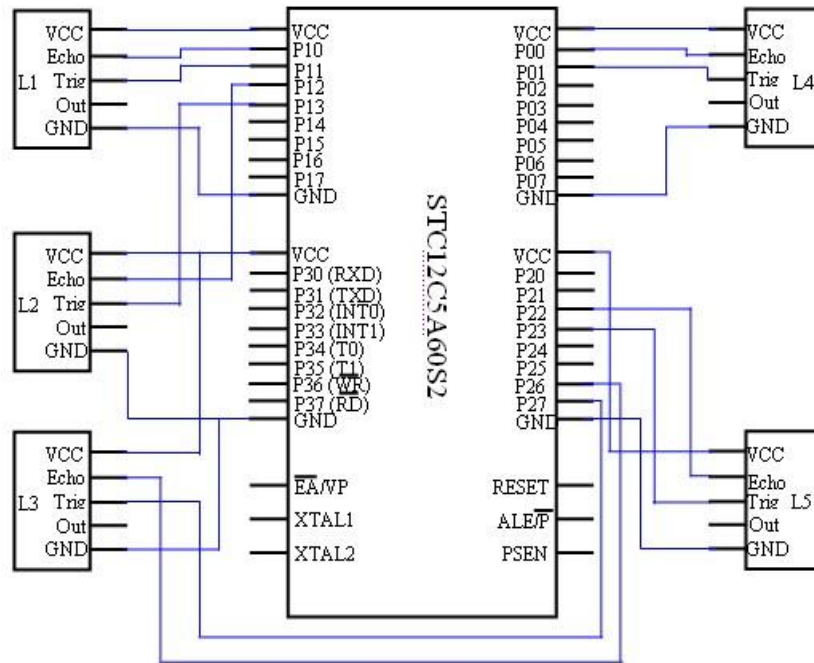 L1
VCC
Echo
Trig
Out
GND
L2
VCC
Echo
Trig
Out
GND
L3
VCC
Echo
Trig
Out
GND
VCC
P10
P11
P12
P13
P14
P15
P16
P17
GND
VCC
P30 (RXD)
P31 (TXD)
P32 (INT0)
P33 (INT1)
P34 (T0)
P35 (T1)
P36 (W̅R̅)
P37 (R̅D̅)
GND
E̅A̅/VP
XTAL1
XTAL2
STC12C5A60S2
VCC
P00
P01
P02
P03
P04
P05
P06
P07
GND
VCC
P20
P21
P22
P23
P24
P25
P26
P27
GND
RESET
ALE/P̅
PSEN
VCC
Echo
Trig
Out
GND
L4
VCC
Echo
Trig
Out
GND
L5